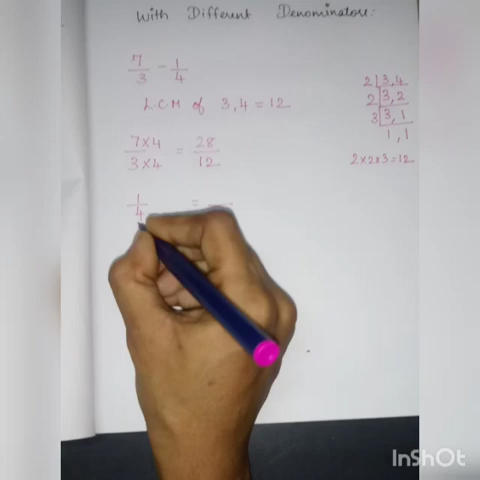 With Different Denominators:
7/3 - 1/4
L.C.M of 3,4 = 12
2 | 3,4
2 | 3,2
3 | 3,1
1,1
2×2×3=12
7×4/3×4 = 28/12
1/4 =
InShOt